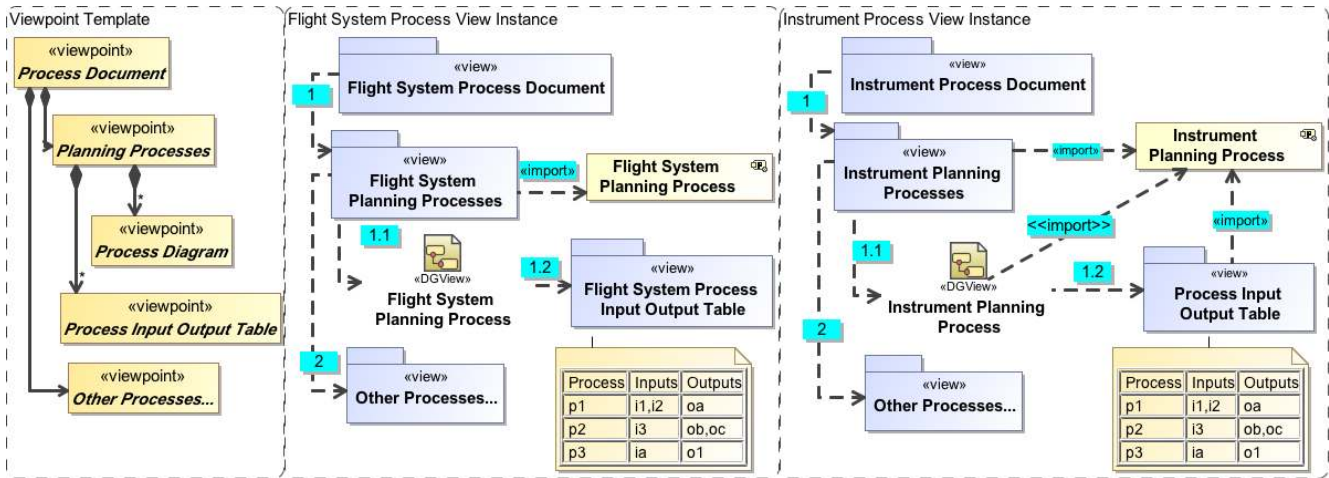 Viewpoint Template
«viewpoint»
Process Document
«viewpoint»
Planning Processes
*
«viewpoint»
Process Diagram
*
«viewpoint»
Process Input Output Table
«viewpoint»
Other Processes...
Flight System Process View Instance
«view»
Flight System Process Document
1
«view»
Flight System
Planning Processes
«import»
Flight System
Planning Process
1.1
«DGView»
Flight System
Planning Process
1.2
«view»
Flight System Process
Input Output Table
2
«view»
Other Processes...
Process Inputs Outputs
p1 i1,i2 oa
p2 i3 ob,oc
p3 ia o1
Instrument Process View Instance
«view»
Instrument Process Document
1
«view»
Instrument Planning
Processes
«import»
Instrument
Planning Process
<<import>>
«import»
1.1
«DGView»
Instrument Planning
Process
1.2
«view»
Process Input
Output Table
2
«view»
Other Processes...
Process Inputs Outputs
p1 i1,i2 oa
p2 i3 ob,oc
p3 ia o1